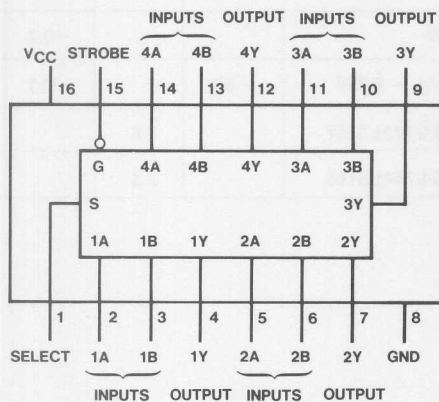 INPUTS OUTPUT INPUTS OUTPUT
VCC STROBE 4A 4B 4Y 3A 3B 3Y
16 15 14 13 12 11 10 9
G 4A 4B 4Y 3A 3B
S 3Y
1A 1B 1Y 2A 2B 2Y
1 2 3 4 5 6 7 8
SELECT 1A 1B 1Y 2A 2B 2Y GND
INPUTS OUTPUT INPUTS OUTPUT